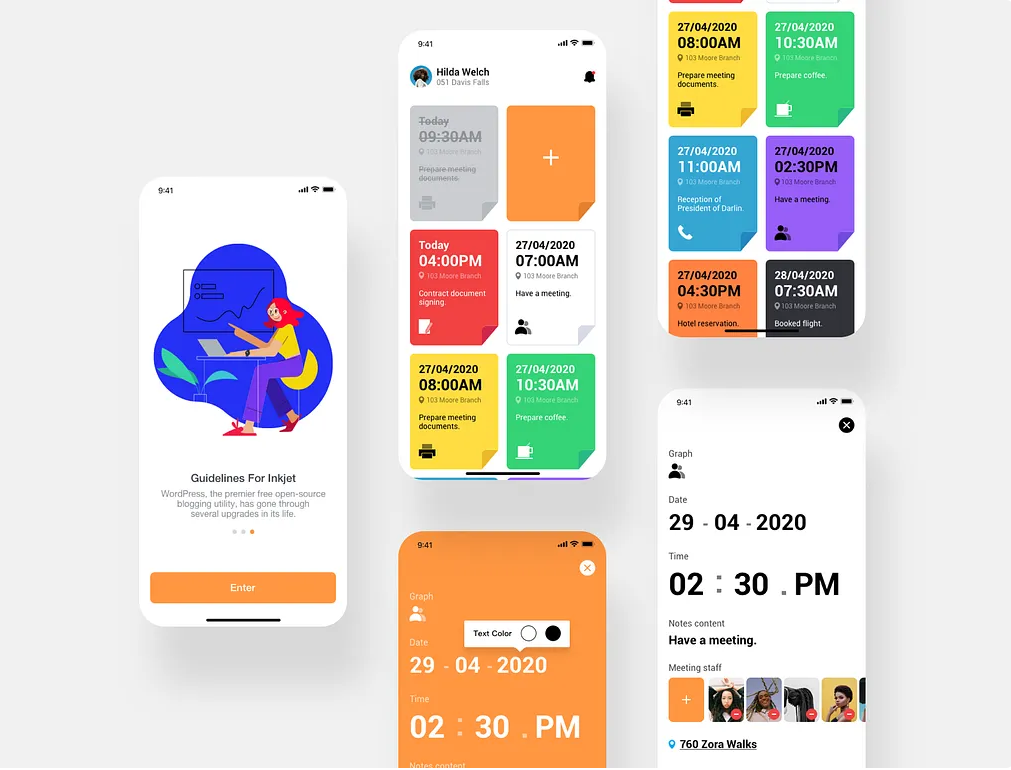 9:41
Guidelines For Inkjet
WordPress, the premier free open-source
blogging utility, has gone through
several upgrades in its life.
Enter
9:41
Hilda Welch
051 Davis Falls
Today
09:30AM
103 Moore Branch
Prepare meeting
documents.
+
Today
04:00PM
103 Moore Branch
Contract document
signing.
27/04/2020
07:00AM
103 Moore Branch
Have a meeting.
27/04/2020
08:00AM
103 Moore Branch
Prepare meeting
documents.
27/04/2020
10:30AM
103 Moore Branch
Prepare coffee.
9:41
Graph
Text Color
Date
29 - 04 - 2020
Time
02 : 30 . PM
Notes content
27/04/2020
08:00AM
103 Moore Branch
Prepare meeting
documents.
27/04/2020
10:30AM
103 Moore Branch
Prepare coffee.
27/04/2020
11:00AM
103 Moore Branch
Reception of
President of Darlin.
27/04/2020
02:30PM
103 Moore Branch
Have a meeting.
27/04/2020
04:30PM
103 Moore Branch
Hotel reservation.
28/04/2020
07:30AM
103 Moore Branch
Booked flight.
9:41
Graph
Date
29 - 04 - 2020
Time
02 : 30 . PM
Notes content
Have a meeting.
Meeting staff
+
760 Zora Walks